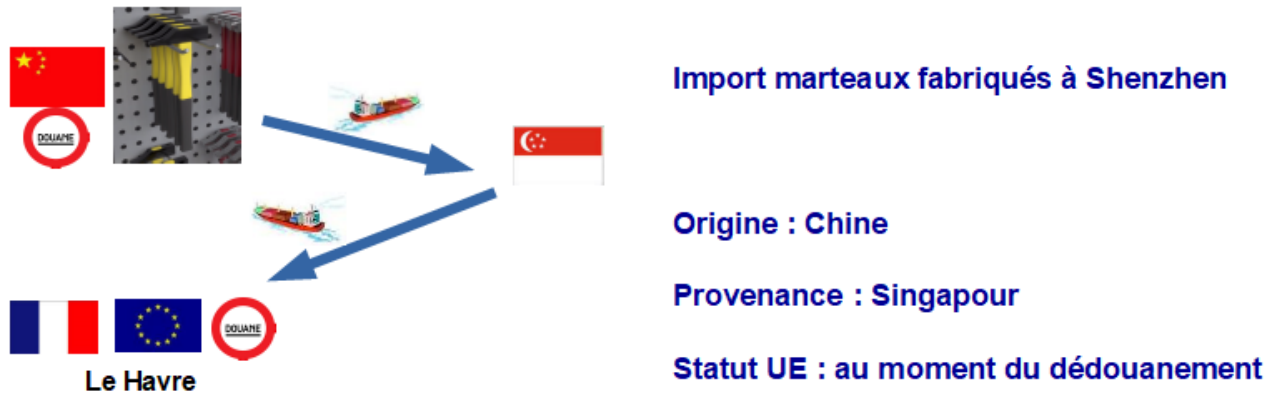 DOUANE
Import marteaux fabriqués à Shenzhen
Origine : Chine
Provenance : Singapour
DOUANE
Statut UE : au moment du dédouanement
Le Havre